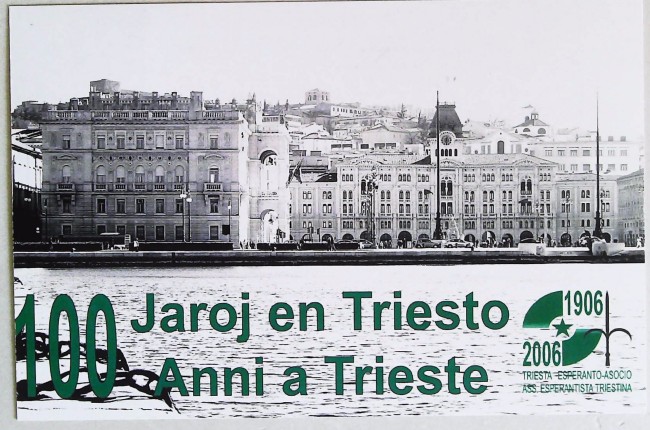 100 Jaroj en Triesto
Anni a Trieste
1906
2006
TRIESTA ESPERANTO-ASOCIO
ASS. ESPERANTISTA TRIESTINA